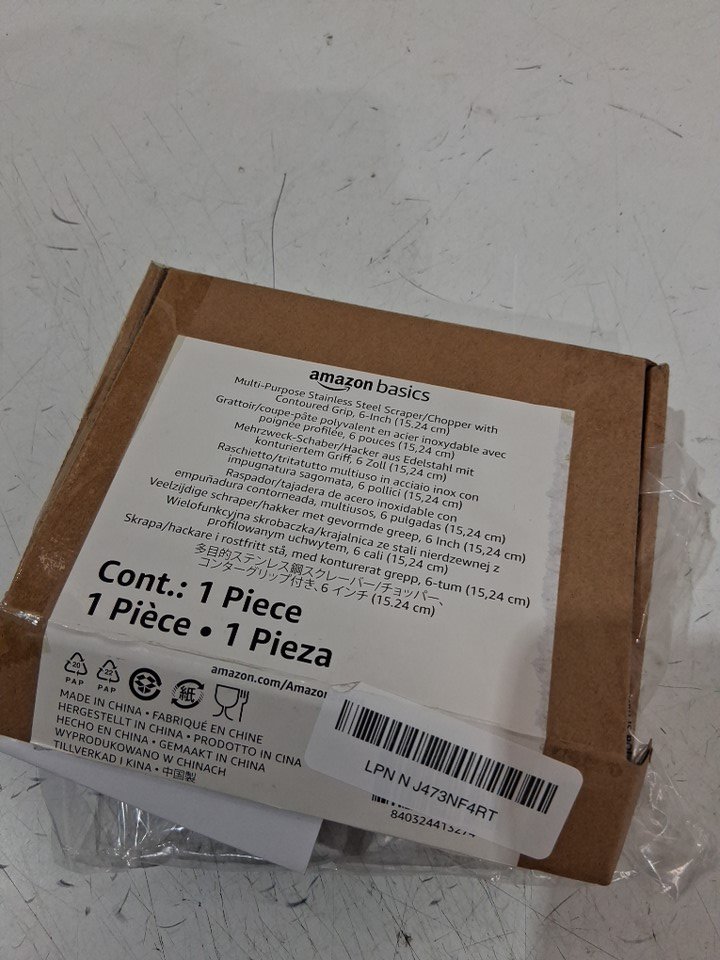 amazon basics
Multi-Purpose Stainless Steel Scraper/Chopper with
Contoured Grip, 6-Inch (15.24 cm)
Grattoir/coupe-pâte polyvalent en acier inoxydable avec
poignée profilée, 6 pouces (15,24 cm)
Mehrzweck-Schaber/Hacker aus Edelstahl mit
konturiertem Griff, 6 Zoll (15,24 cm)
Raschietto/tritatutto multiuso in acciaio inox con
impugnatura sagomata, 6 pollici (15,24 cm)
Raspador/tajadera de acero inoxidable con
empuñadura contorneada, multiusos, 6 pulgadas (15,24 cm)
Veelzijdige schraper/hakker met gevormde greep, 6 Inch (15,24 cm)
Wielofunkcyjna skrobaczka/krajalnica ze stali nierdzewnej z
profilowanym uchwytem, 6 cali (15,24 cm)
Skrapa/hackare i rostfritt stå, med konturerat grepp, 6-tum (15,24 cm)
多目的ステンレス鋼スクレーパー/チョッパー、
コンターグリップ付き、6 インチ (15.24 cm)
Cont.: 1 Piece
1 Pièce • 1 Pieza
amazon.com/Amazon
20 PAP
22 PAP
紙
MADE IN CHINA • FABRIQUÉ EN CHINE
HERGESTELLT IN CHINA • PRODOTTO IN CINA
HECHO EN CHINA • GEMAAKT IN CHINA
WYPRODUKOWANO W CHINACH
TILLVERKAD I KINA • 中国製
LPN N J473NF4RT